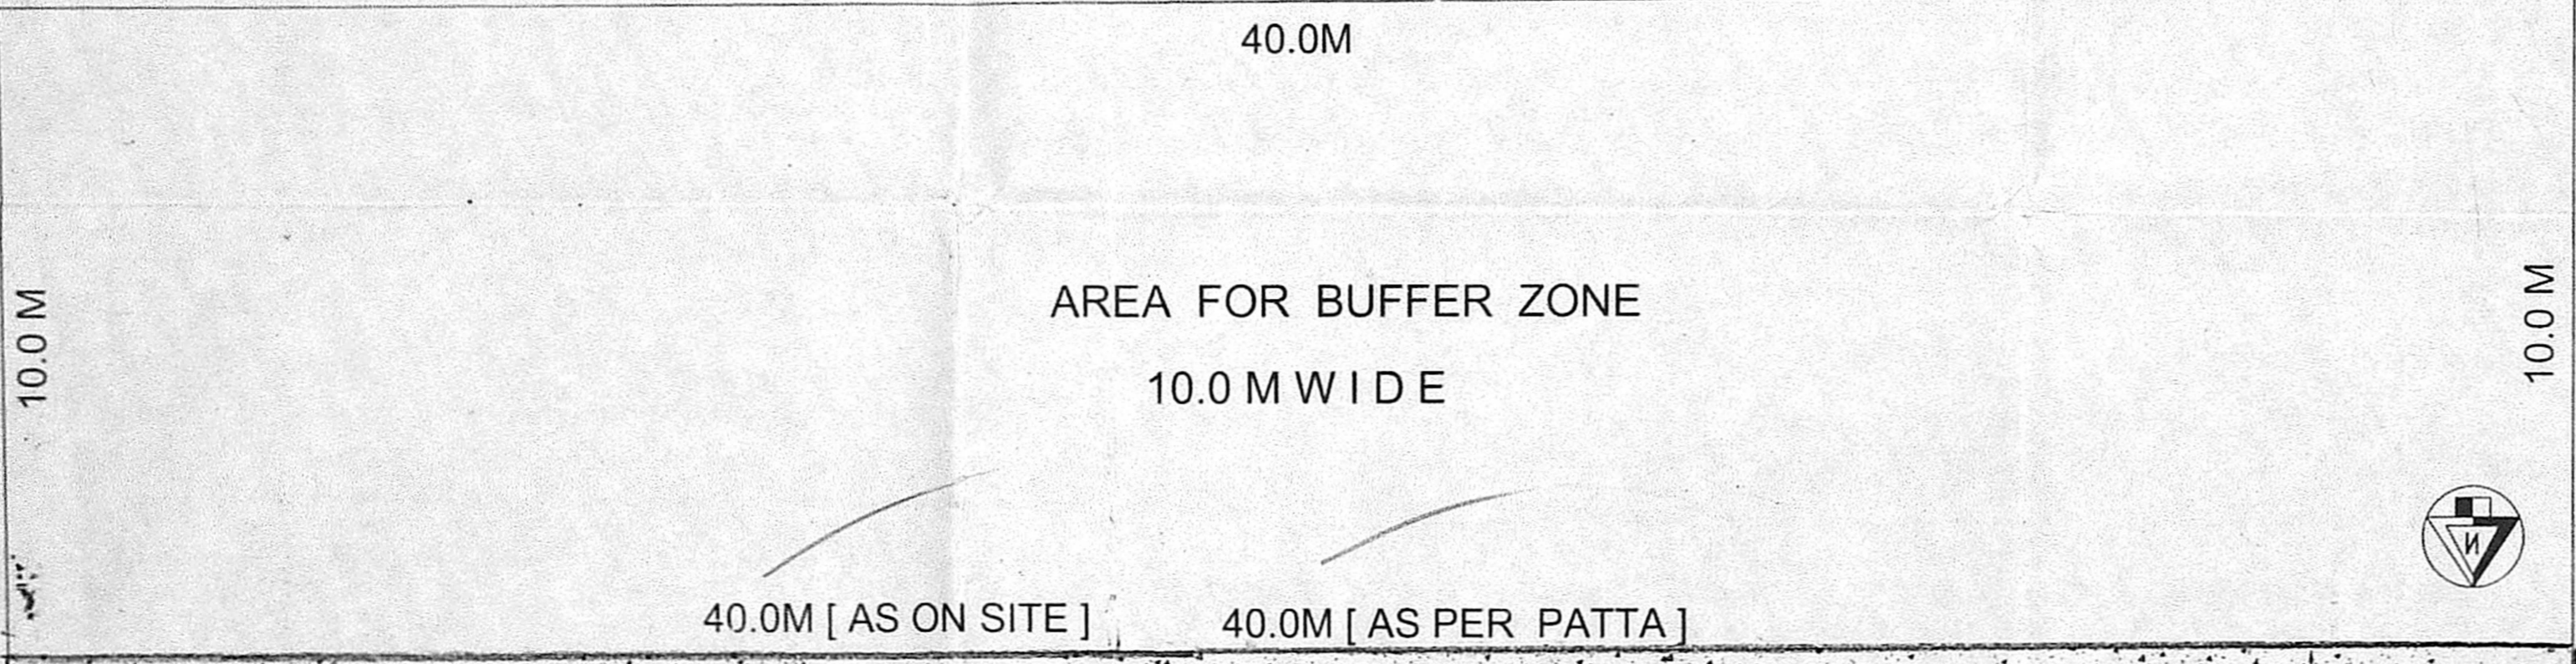 40.0M
AREA FOR BUFFER ZONE
10.0 M WIDE
10.0 M
10.0 M
N
40.0M [ AS ON SITE ]
40.0M [ AS PER PATTA ]